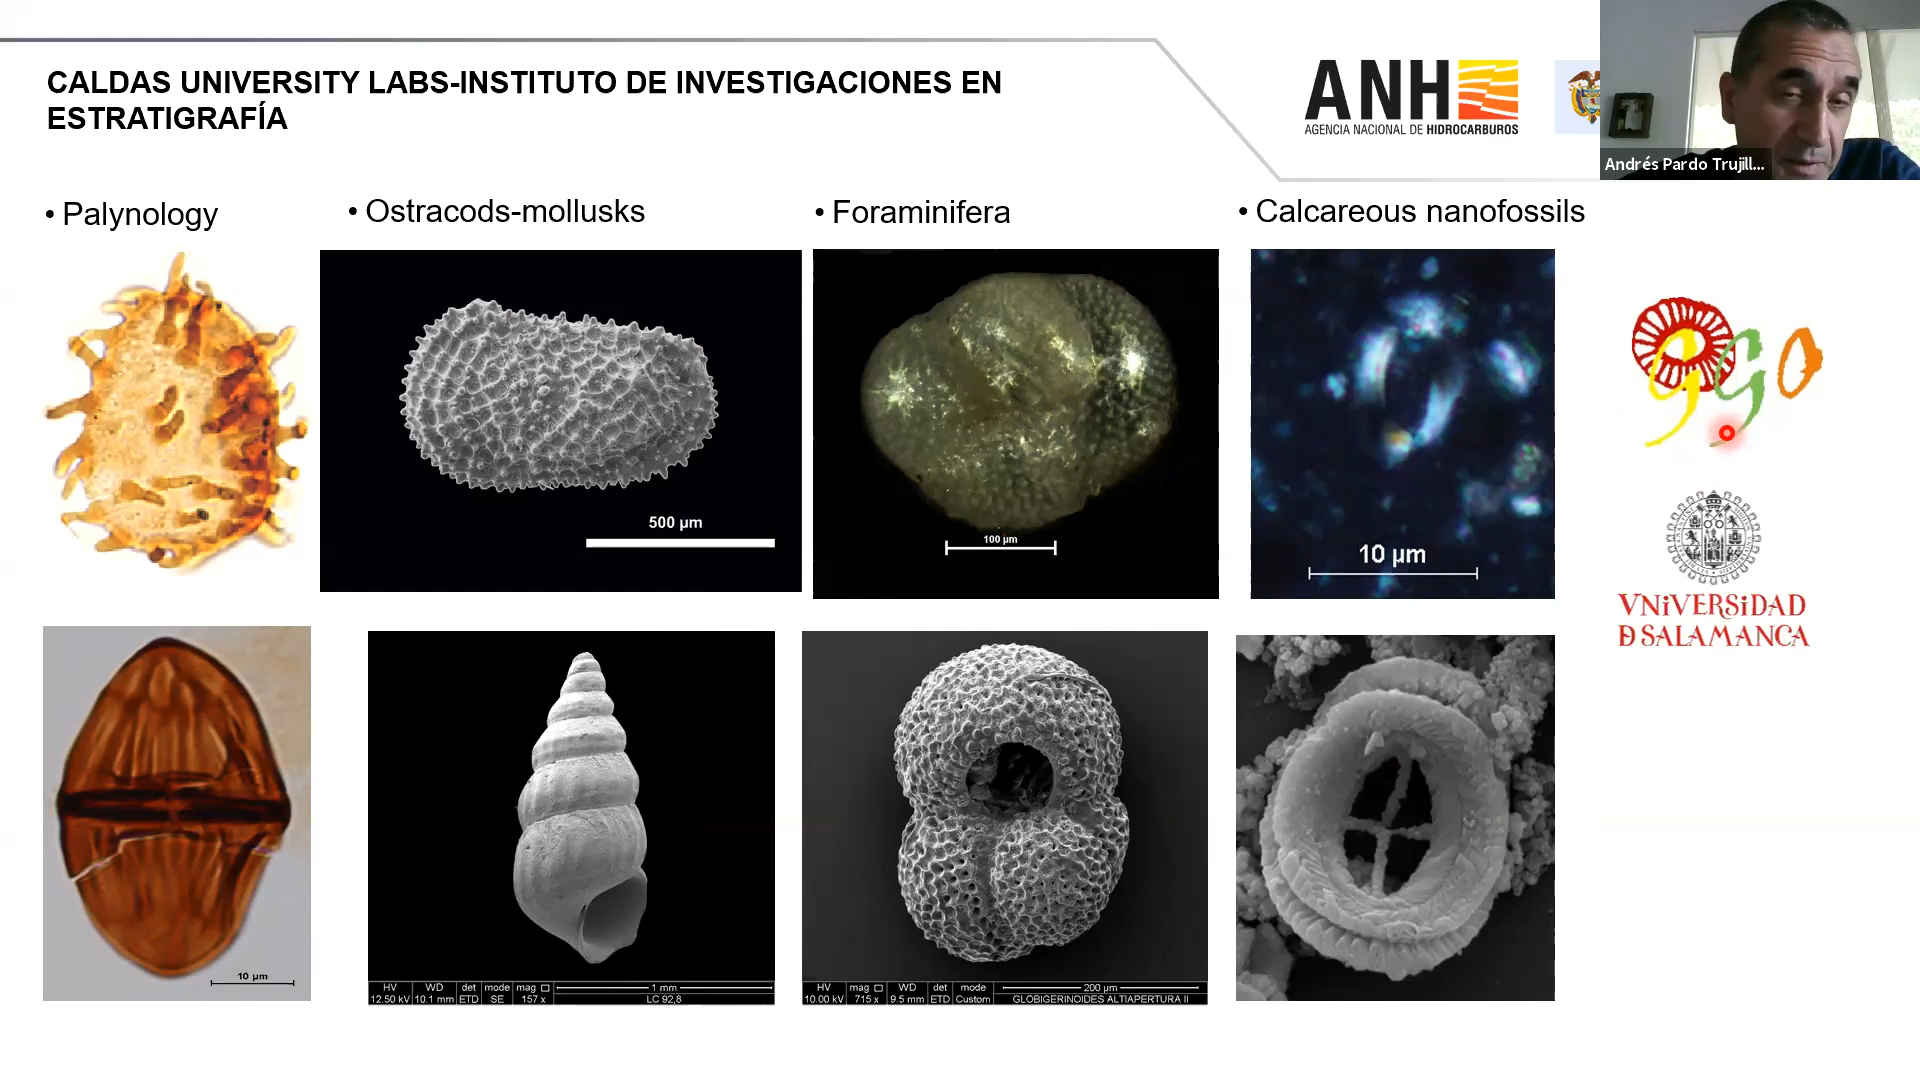 CALDAS UNIVERSITY LABS-INSTITUTO DE INVESTIGACIONES EN
ESTRATIGRAFÍA
ANH
AGENCIA NACIONAL DE HIDROCARBUROS
Andrés Pardo Trujill...
• Palynology
• Ostracods-mollusks
• Foraminifera
• Calcareous nanofossils
500 µm
100 µm
10 µm
ggo
VNiVERSiDAD
Ð SALAMANCA
10 µm
HV WD det mode mag 1 mm
12.50 kV 10.1 mm ETD SE 157 x LC 92,8
HV mag WD det mode 200 µm
10.00 kV 715 x 9.5 mm ETD Custom GLOBIGERINOIDES ALTIAPERTURA II